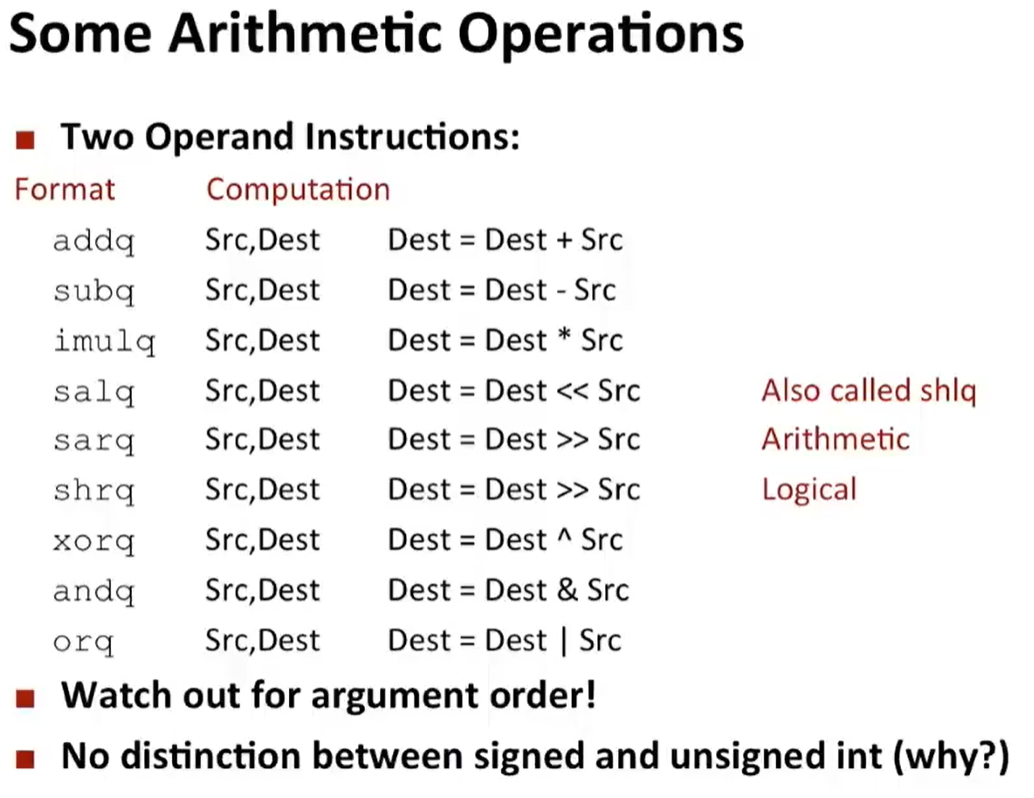 Some Arithmetic Operations
■ Two Operand Instructions:
Format Computation
addq Src,Dest Dest = Dest + Src
subq Src,Dest Dest = Dest - Src
imulq Src,Dest Dest = Dest * Src
salq Src,Dest Dest = Dest << Src Also called shlq
sarq Src,Dest Dest = Dest >> Src Arithmetic
shrq Src,Dest Dest = Dest >> Src Logical
xorq Src,Dest Dest = Dest ^ Src
andq Src,Dest Dest = Dest & Src
orq Src,Dest Dest = Dest | Src
■ Watch out for argument order!
■ No distinction between signed and unsigned int (why?)